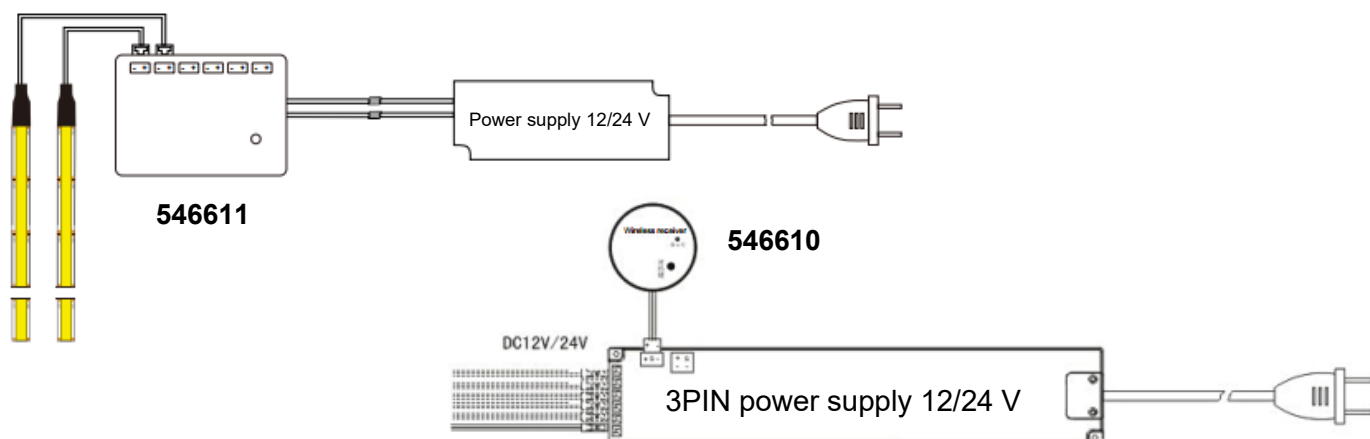 - + - + - + - + - + - +
Power supply 12/24 V
546611
Wireless receiver
546610
DC12V/24V
3PIN power supply 12/24 V